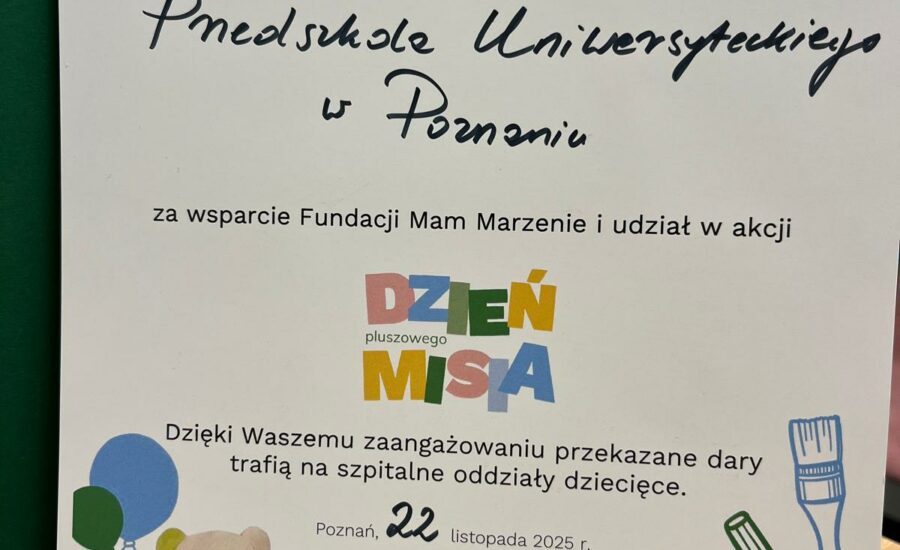 Przedszkole Uniwersyteckiego
w Poznaniu
za wsparcie Fundacji Mam Marzenie i udział w akcji
DZIEŃ
pluszowego
MISIA
Dzięki Waszemu zaangażowaniu przekazane dary
trafią na szpitalne oddziały dziecięce.
Poznań, 22 listopada 2025 r.